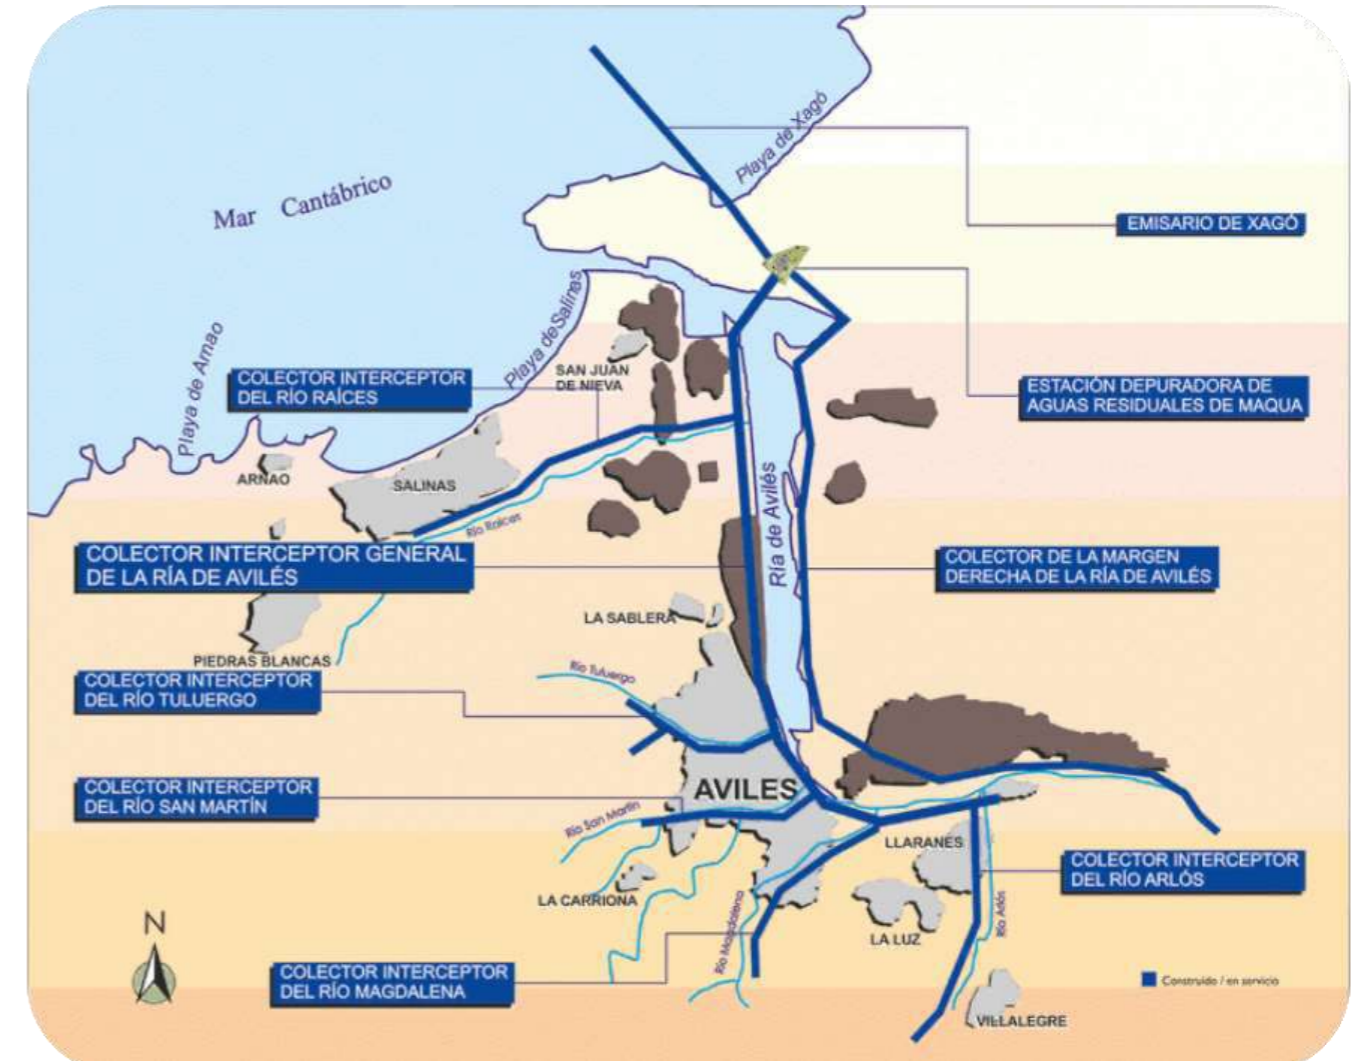 Playa de Xagó
Mar Cantábrico
EMISARIO DE XAGÓ
Playa de Salinas
Playa de Arnao
SAN JUAN
DE NIEVA
COLECTOR INTERCEPTOR
DEL RÍO RAÍCES
ESTACIÓN DEPURADORA DE
AGUAS RESIDUALES DE MAQUA
ARNAO
SALINAS
Río Raíces
Ría de Avilés
COLECTOR INTERCEPTOR GENERAL
DE LA RÍA DE AVILÉS
COLECTOR DE LA MARGEN
DERECHA DE LA RÍA DE AVILÉS
LA SABLERA
PIEDRAS BLANCAS
Río Tuluergo
COLECTOR INTERCEPTOR
DEL RÍO TULUERGO
COLECTOR INTERCEPTOR
DEL RÍO SAN MARTÍN
AVILES
Río San Martín
LLARANES
COLECTOR INTERCEPTOR
DEL RÍO ARLÓS
LA CARRIONA
Río Magdalena
LA LUZ
Río Arlós
N
COLECTOR INTERCEPTOR
DEL RÍO MAGDALENA
Construido / en servicio
VILLALEGRE